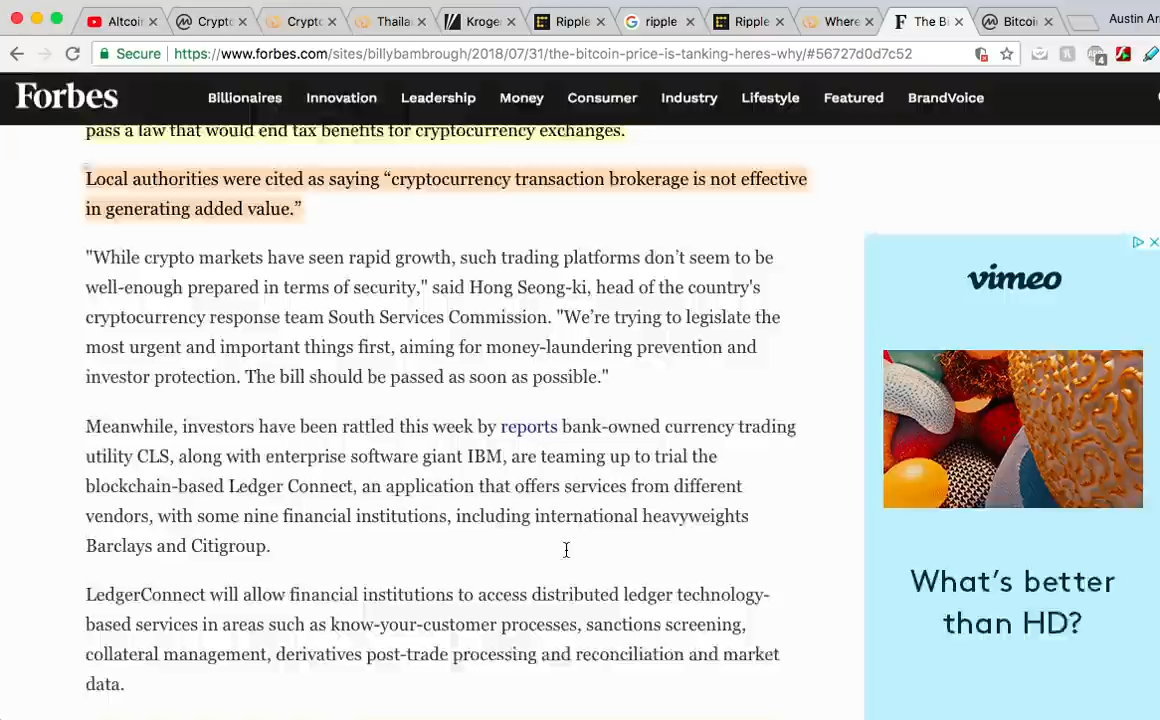 Altcoin
Crypto
Crypto
Thaila
Kroge
Ripple
ripple
Ripple
Where
The Bi
Bitcoi
Austin Ar
Secure
https://www.forbes.com/sites/billybambrough/2018/07/31/the-bitcoin-price-is-tanking-heres-why/#56727d0d7c52
4
Forbes
Billionaires Innovation Leadership Money Consumer Industry Lifestyle Featured BrandVoice
pass a law that would end tax benefits for cryptocurrency exchanges.
Local authorities were cited as saying “cryptocurrency transaction brokerage is not effective
in generating added value.”
"While crypto markets have seen rapid growth, such trading platforms don’t seem to be
well-enough prepared in terms of security," said Hong Seong-ki, head of the country's
cryptocurrency response team South Services Commission. "We’re trying to legislate the
most urgent and important things first, aiming for money-laundering prevention and
investor protection. The bill should be passed as soon as possible."
Meanwhile, investors have been rattled this week by reports bank-owned currency trading
utility CLS, along with enterprise software giant IBM, are teaming up to trial the
blockchain-based Ledger Connect, an application that offers services from different
vendors, with some nine financial institutions, including international heavyweights
Barclays and Citigroup.
LedgerConnect will allow financial institutions to access distributed ledger technology-
based services in areas such as know-your-customer processes, sanctions screening,
collateral management, derivatives post-trade processing and reconciliation and market
data.
vimeo
What’s better
than HD?